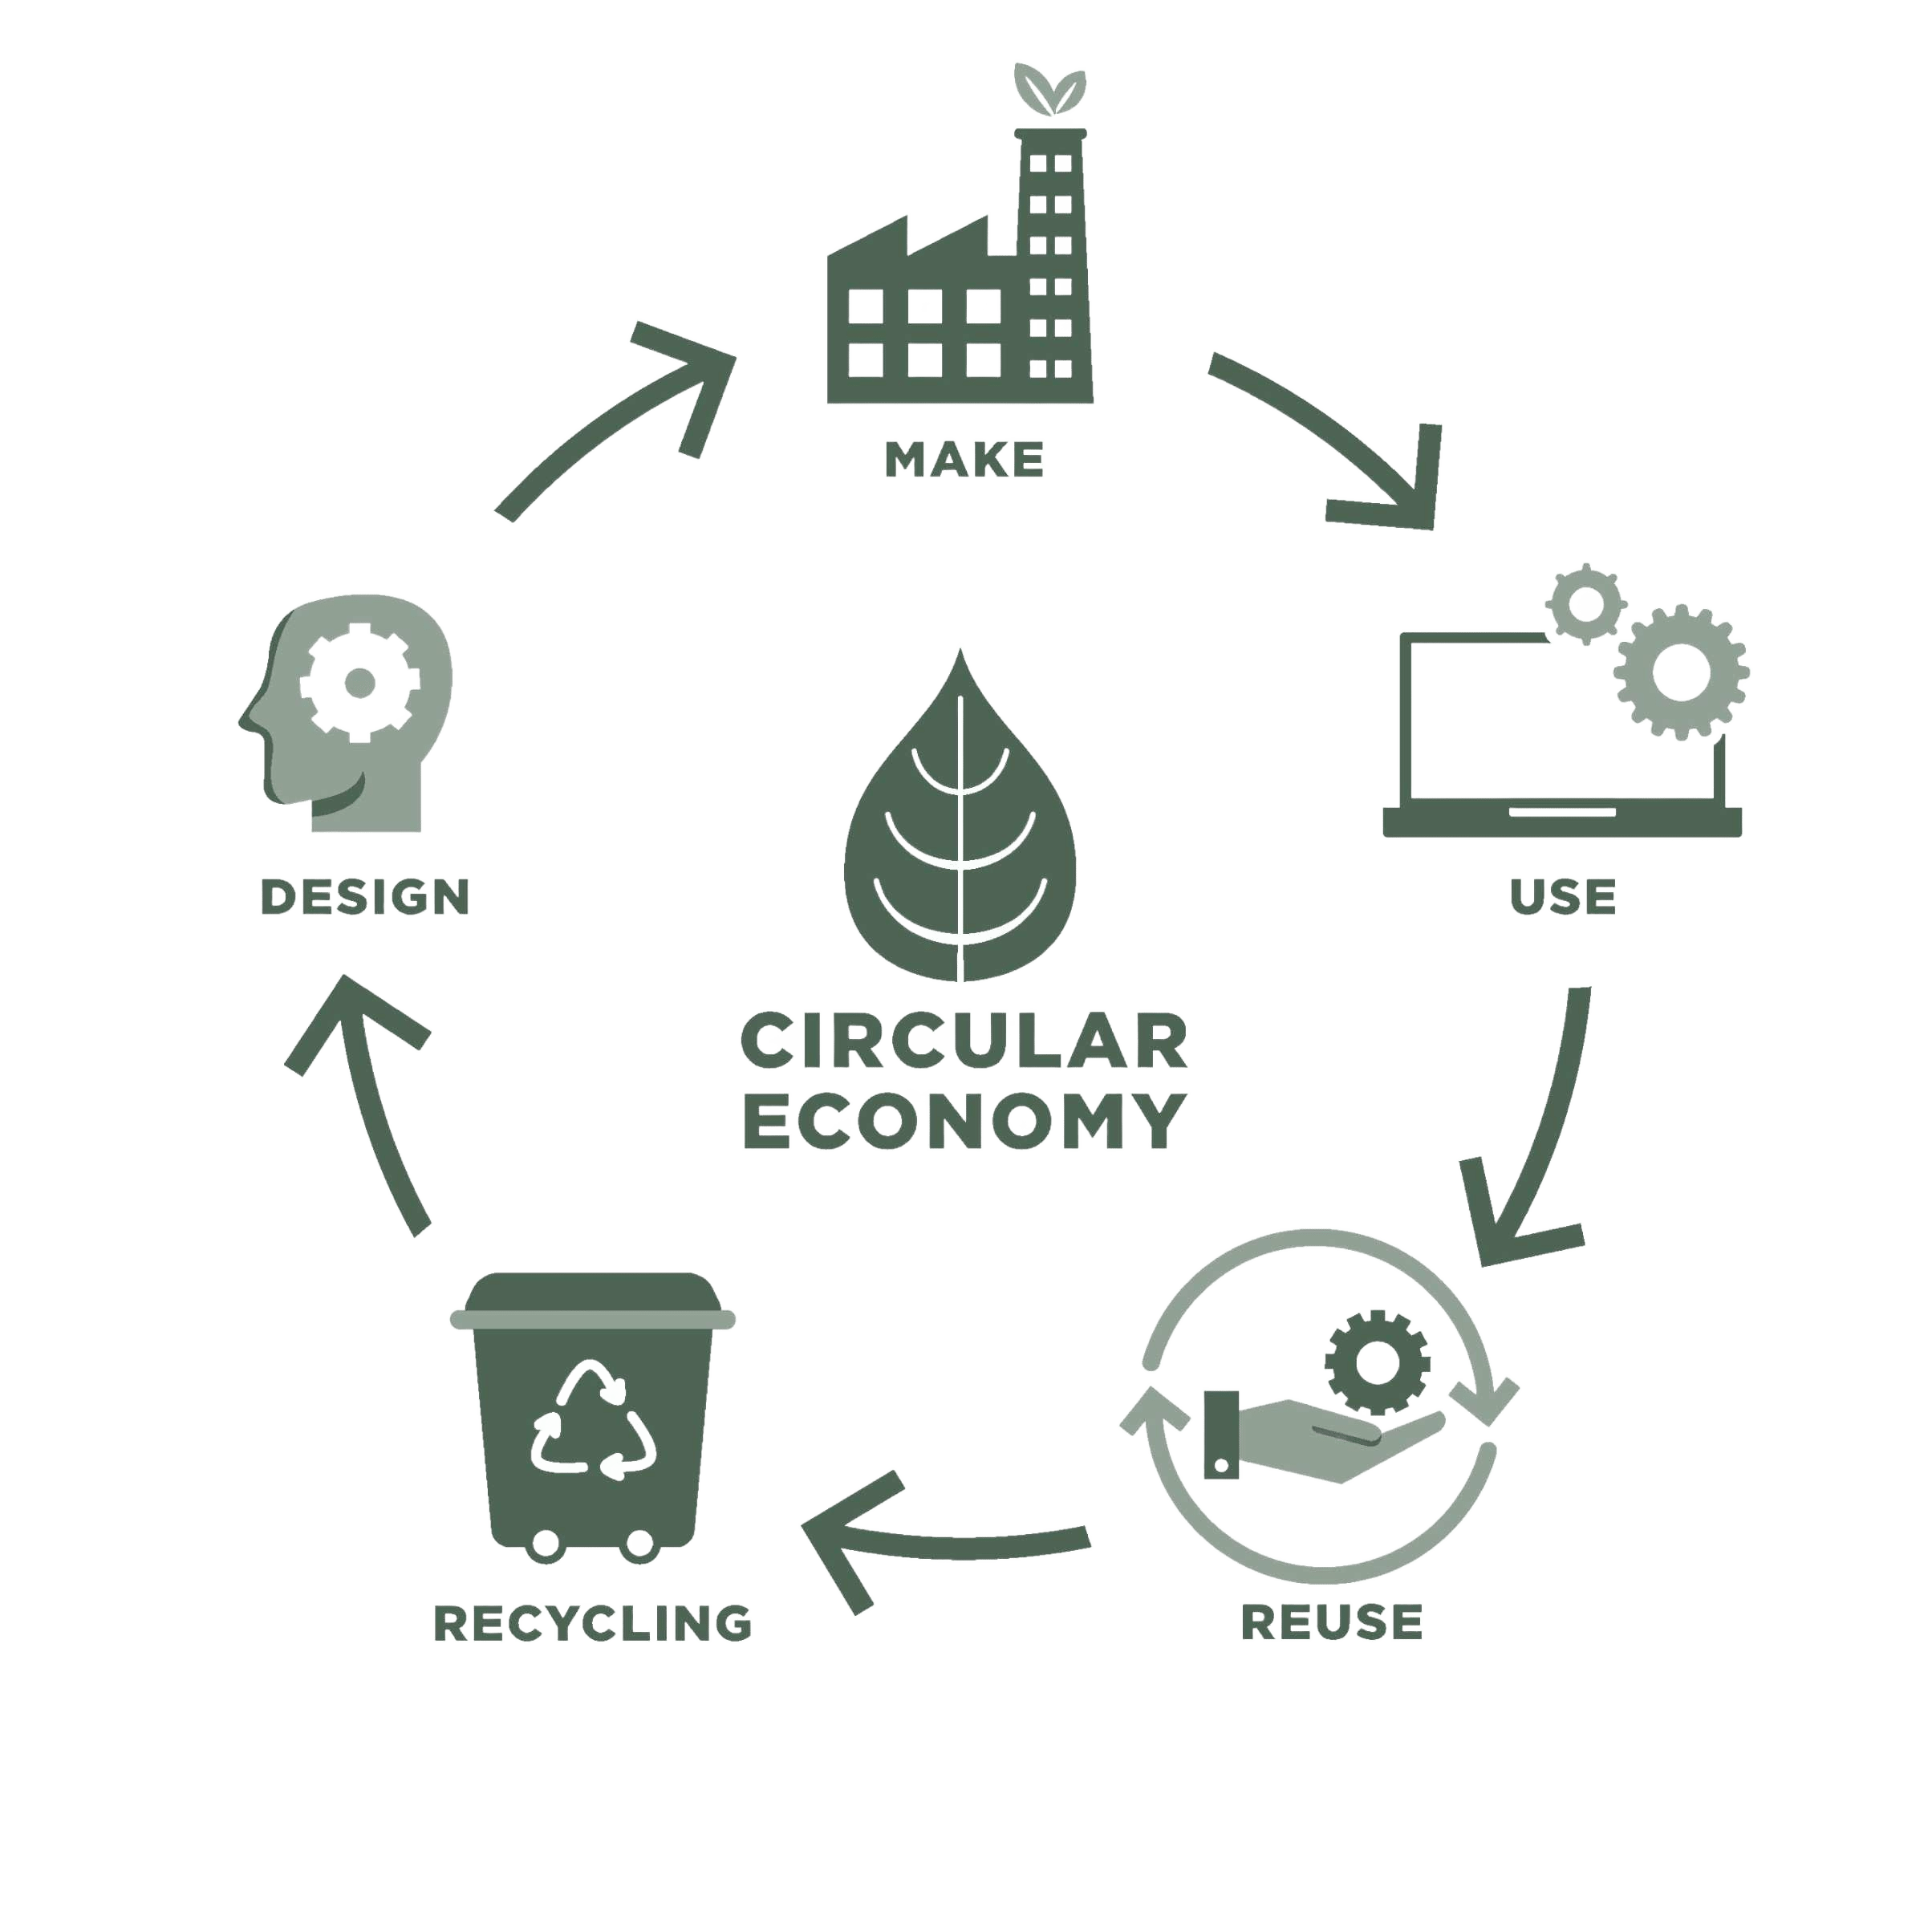 MAKE
DESIGN
USE
CIRCULAR
ECONOMY
RECYCLING
REUSE